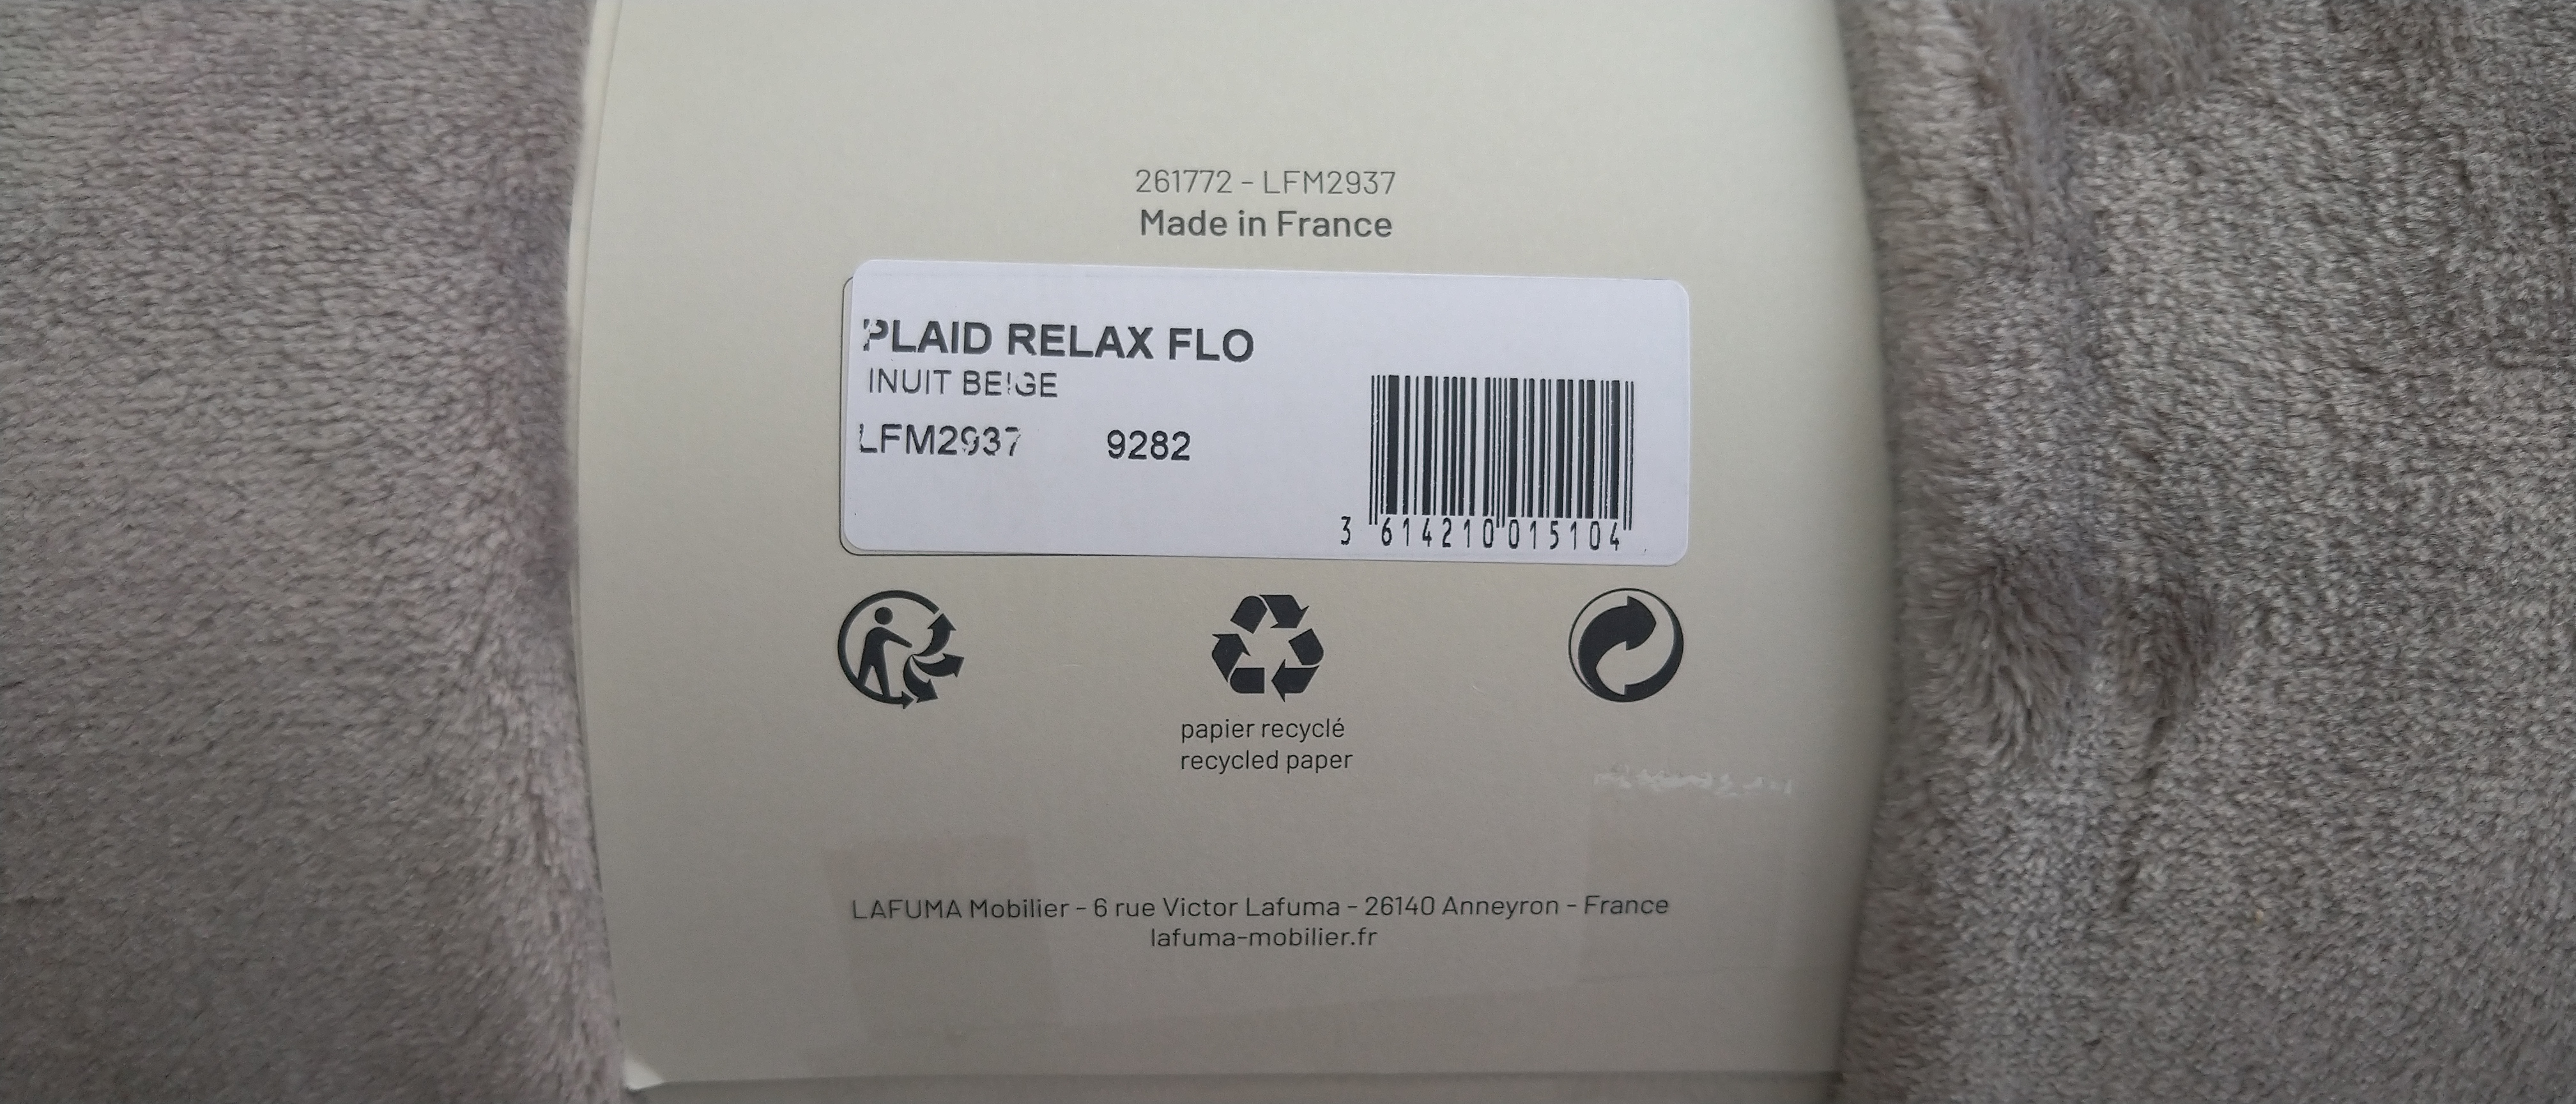 261772 - LFM2937
Made in France
PLAID RELAX FLO
INUIT BEIGE
LFM2937 9282
3 614210 015104
papier recyclé
recycled paper
LAFUMA Mobilier - 6 rue Victor Lafuma - 26140 Anneyron - France
lafuma-mobilier.fr